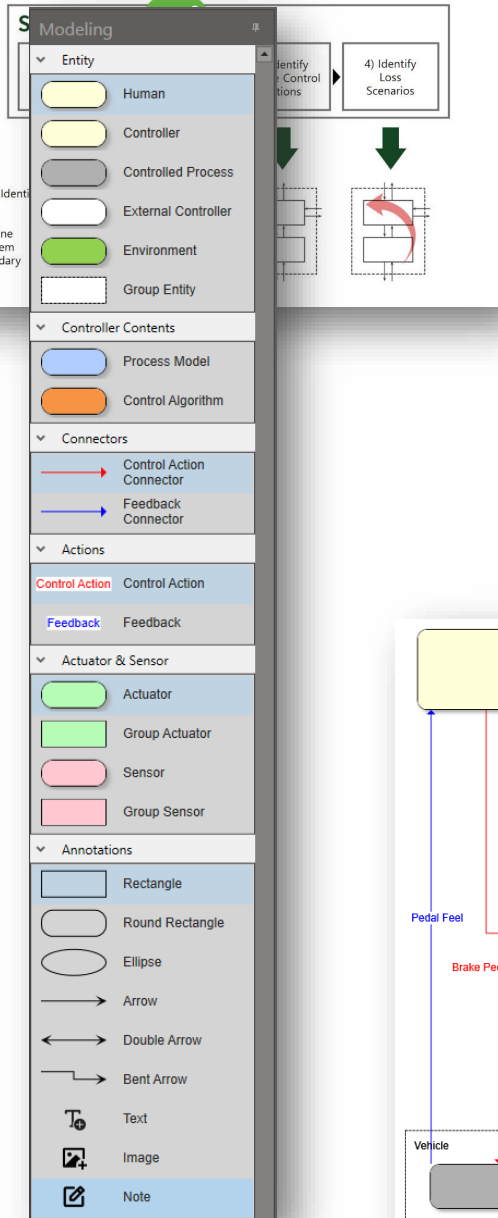 S
Modeling
Entity
Human
Controller
Controlled Process
External Controller
Environment
Group Entity
Controller Contents
Process Model
Control Algorithm
Connectors
Control Action
Connector
Feedback
Connector
Actions
Control Action Control Action
Feedback Feedback
Actuator & Sensor
Actuator
Group Actuator
Sensor
Group Sensor
Annotations
Rectangle
Round Rectangle
Ellipse
Arrow
Double Arrow
Bent Arrow
Text
Image
Note
Control
4) Identify
Loss
Scenarios
Pedal Feel
Brake
Vehicle